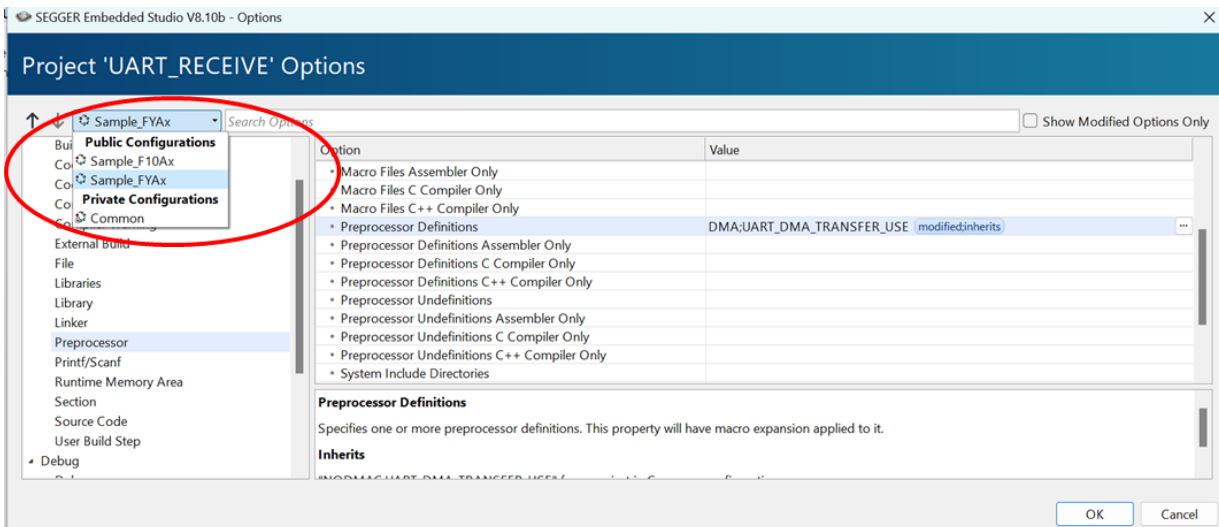 SEGGER Embedded Studio V8.10b - Options
Project 'UART_RECEIVE' Options
Sample_FYAx
Search Options
Show Modified Options Only
Public Configurations
Sample_F10Ax
Sample_FYAx
Private Configurations
Common
External Build
File
Libraries
Library
Linker
Preprocessor
Printf/Scanf
Runtime Memory Area
Section
Source Code
User Build Step
Debug
Option Value
Macro Files Assembler Only
Macro Files C Compiler Only
Macro Files C++ Compiler Only
Preprocessor Definitions DMA;UART_DMA_TRANSFER_USE modified;inherits ...
Preprocessor Definitions Assembler Only
Preprocessor Definitions C Compiler Only
Preprocessor Definitions C++ Compiler Only
Preprocessor Undefinitions
Preprocessor Undefinitions Assembler Only
Preprocessor Undefinitions C Compiler Only
Preprocessor Undefinitions C++ Compiler Only
System Include Directories
Preprocessor Definitions
Specifies one or more preprocessor definitions. This property will have macro expansion applied to it.
Inherits
OK Cancel